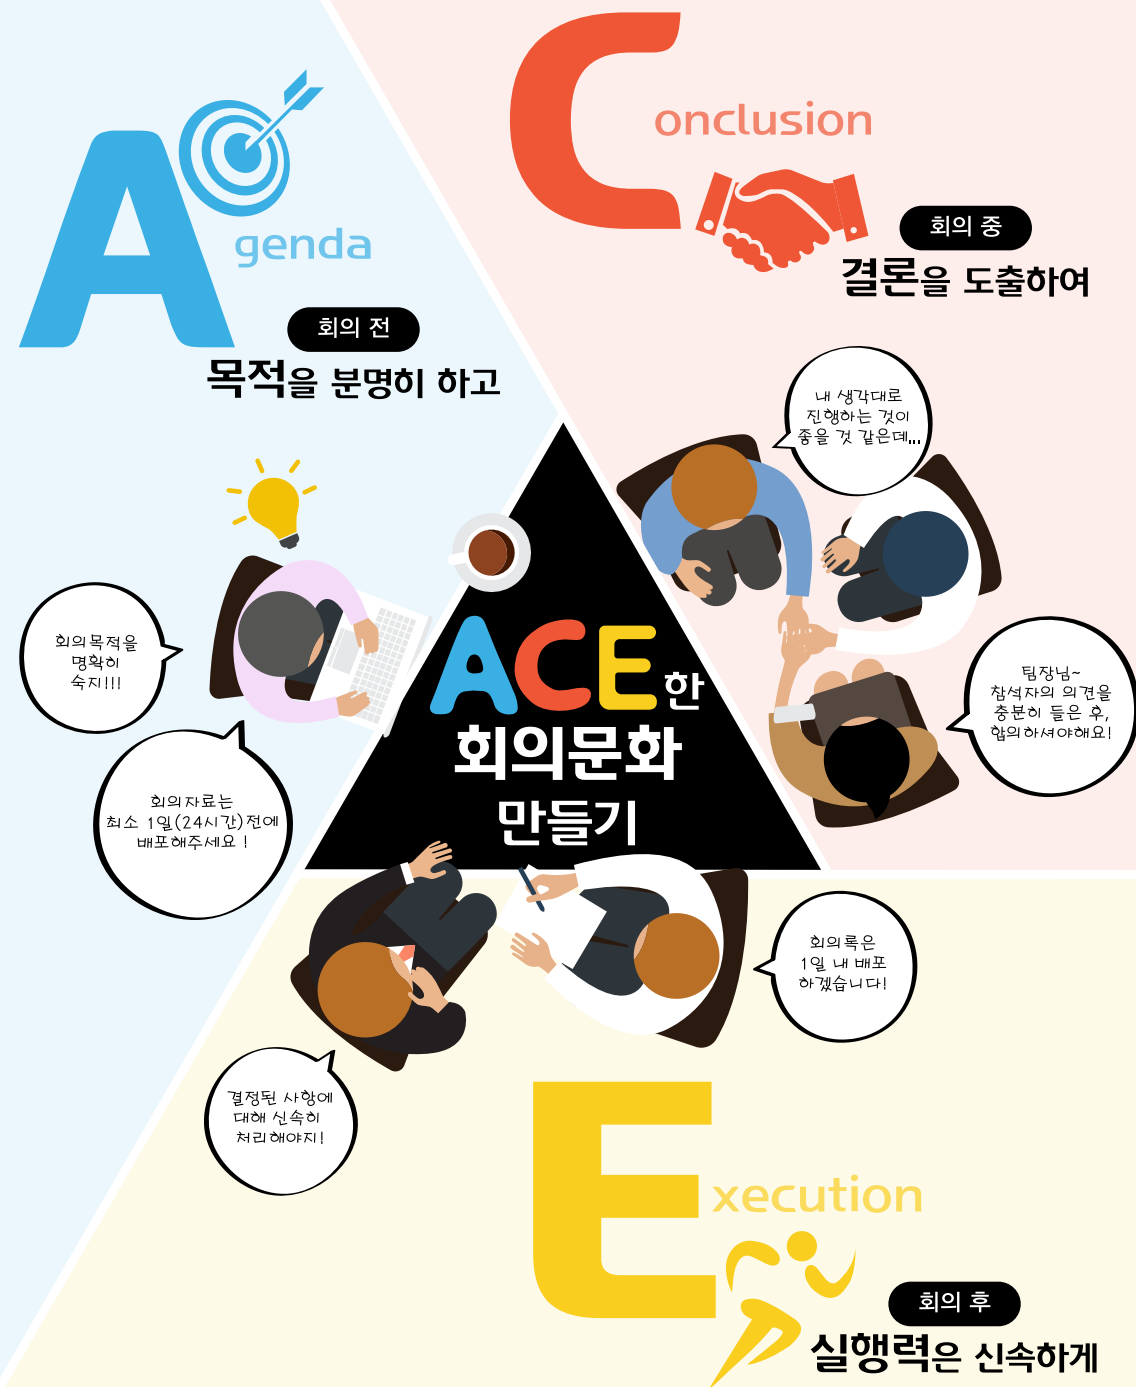 Agenda
회의 전
목적을 분명히 하고
회의목적을
명확히
숙지!!!
회의자료는
최소 1일(24시간)전에
배포해주세요 !
Conclusion
회의 중
결론을 도출하여
내 생각대로
진행하는 것이
좋을 것 같은데...
팀장님~
참석자의 의견을
충분히 들은 후,
합의하셔야해요!
ACE한
회의문화
만들기
회의록은
1일 내 배포
하겠습니다!
결정된 사항에
대해 신속히
처리해야지!
Execution
회의 후
실행력은 신속하게